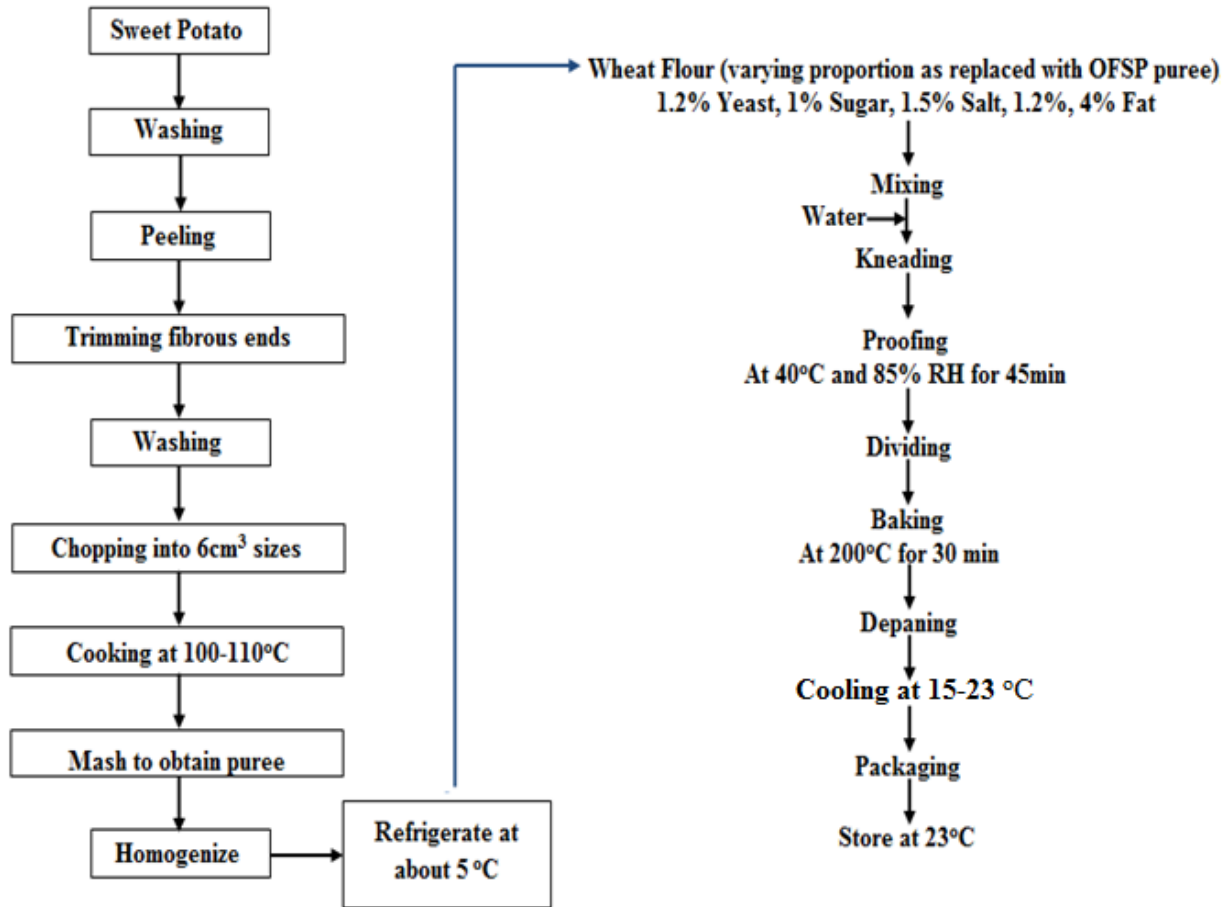 Sweet Potato
Washing
Peeling
Trimming fibrous ends
Washing
Chopping into 6cm³ sizes
Cooking at 100-110°C
Mash to obtain puree
Homogenize
Refrigerate at
about 5 °C
Wheat Flour (varying proportion as replaced with OFSP puree)
1.2% Yeast, 1% Sugar, 1.5% Salt, 1.2%, 4% Fat
Mixing
Water
Kneading
Proofing
At 40°C and 85% RH for 45min
Dividing
Baking
At 200°C for 30 min
Depaning
Cooling at 15-23 °C
Packaging
Store at 23°C